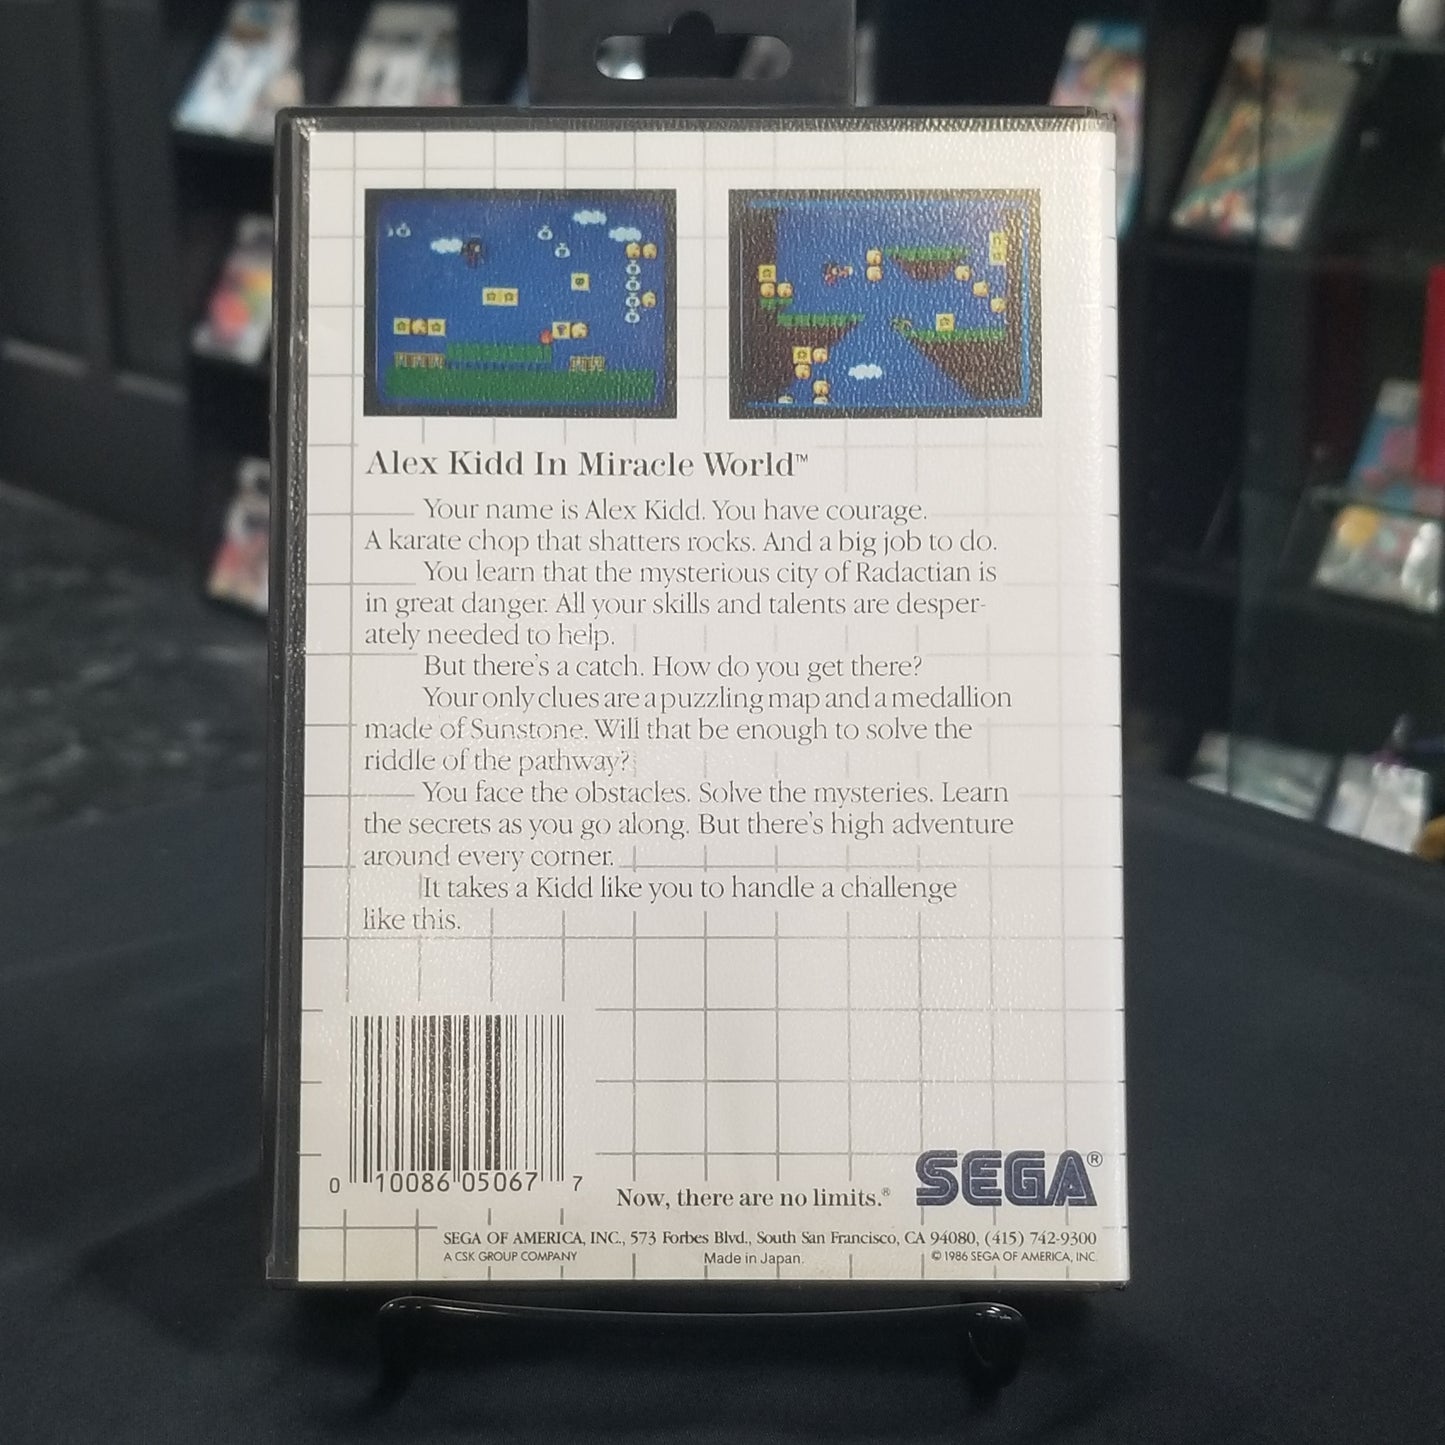 Alex Kidd In Miracle World™
Your name is Alex Kidd. You have courage.
A karate chop that shatters rocks. And a big job to do.
You learn that the mysterious city of Radactian is
in great danger. All your skills and talents are desper-
ately needed to help.
But there's a catch. How do you get there?
Your only clues are a puzzling map and a medallion
made of Sunstone. Will that be enough to solve the
riddle of the pathway?
You face the obstacles. Solve the mysteries. Learn
the secrets as you go along. But there's high adventure
around every corner.
It takes a Kidd like you to handle a challenge
like this.
0 10086 05067 7
Now, there are no limits.®
SEGA®
SEGA OF AMERICA, INC., 573 Forbes Blvd., South San Francisco, CA 94080, (415) 742-9300
A CSK GROUP COMPANY
Made in Japan.
© 1986 SEGA OF AMERICA, INC.